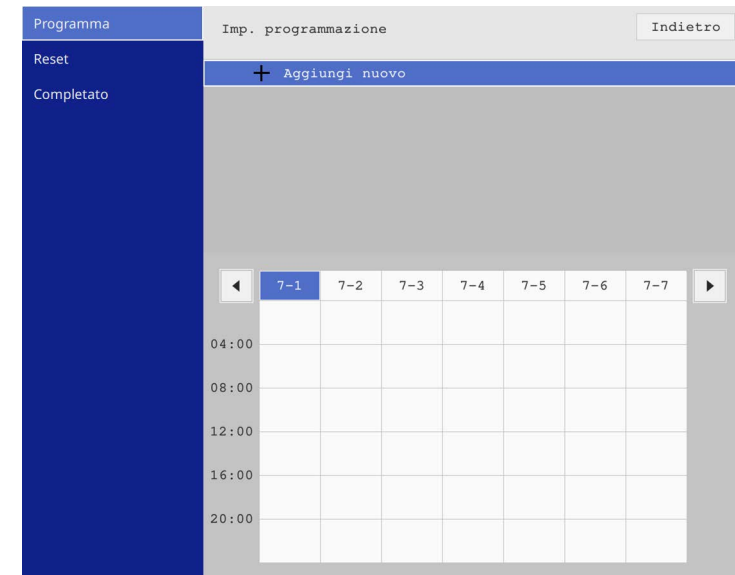 Programma
Reset
Completato
Imp. programmazione
Indietro
+ Aggiungi nuovo
7-1 7-2 7-3 7-4 7-5 7-6 7-7
04:00
08:00
12:00
16:00
20:00